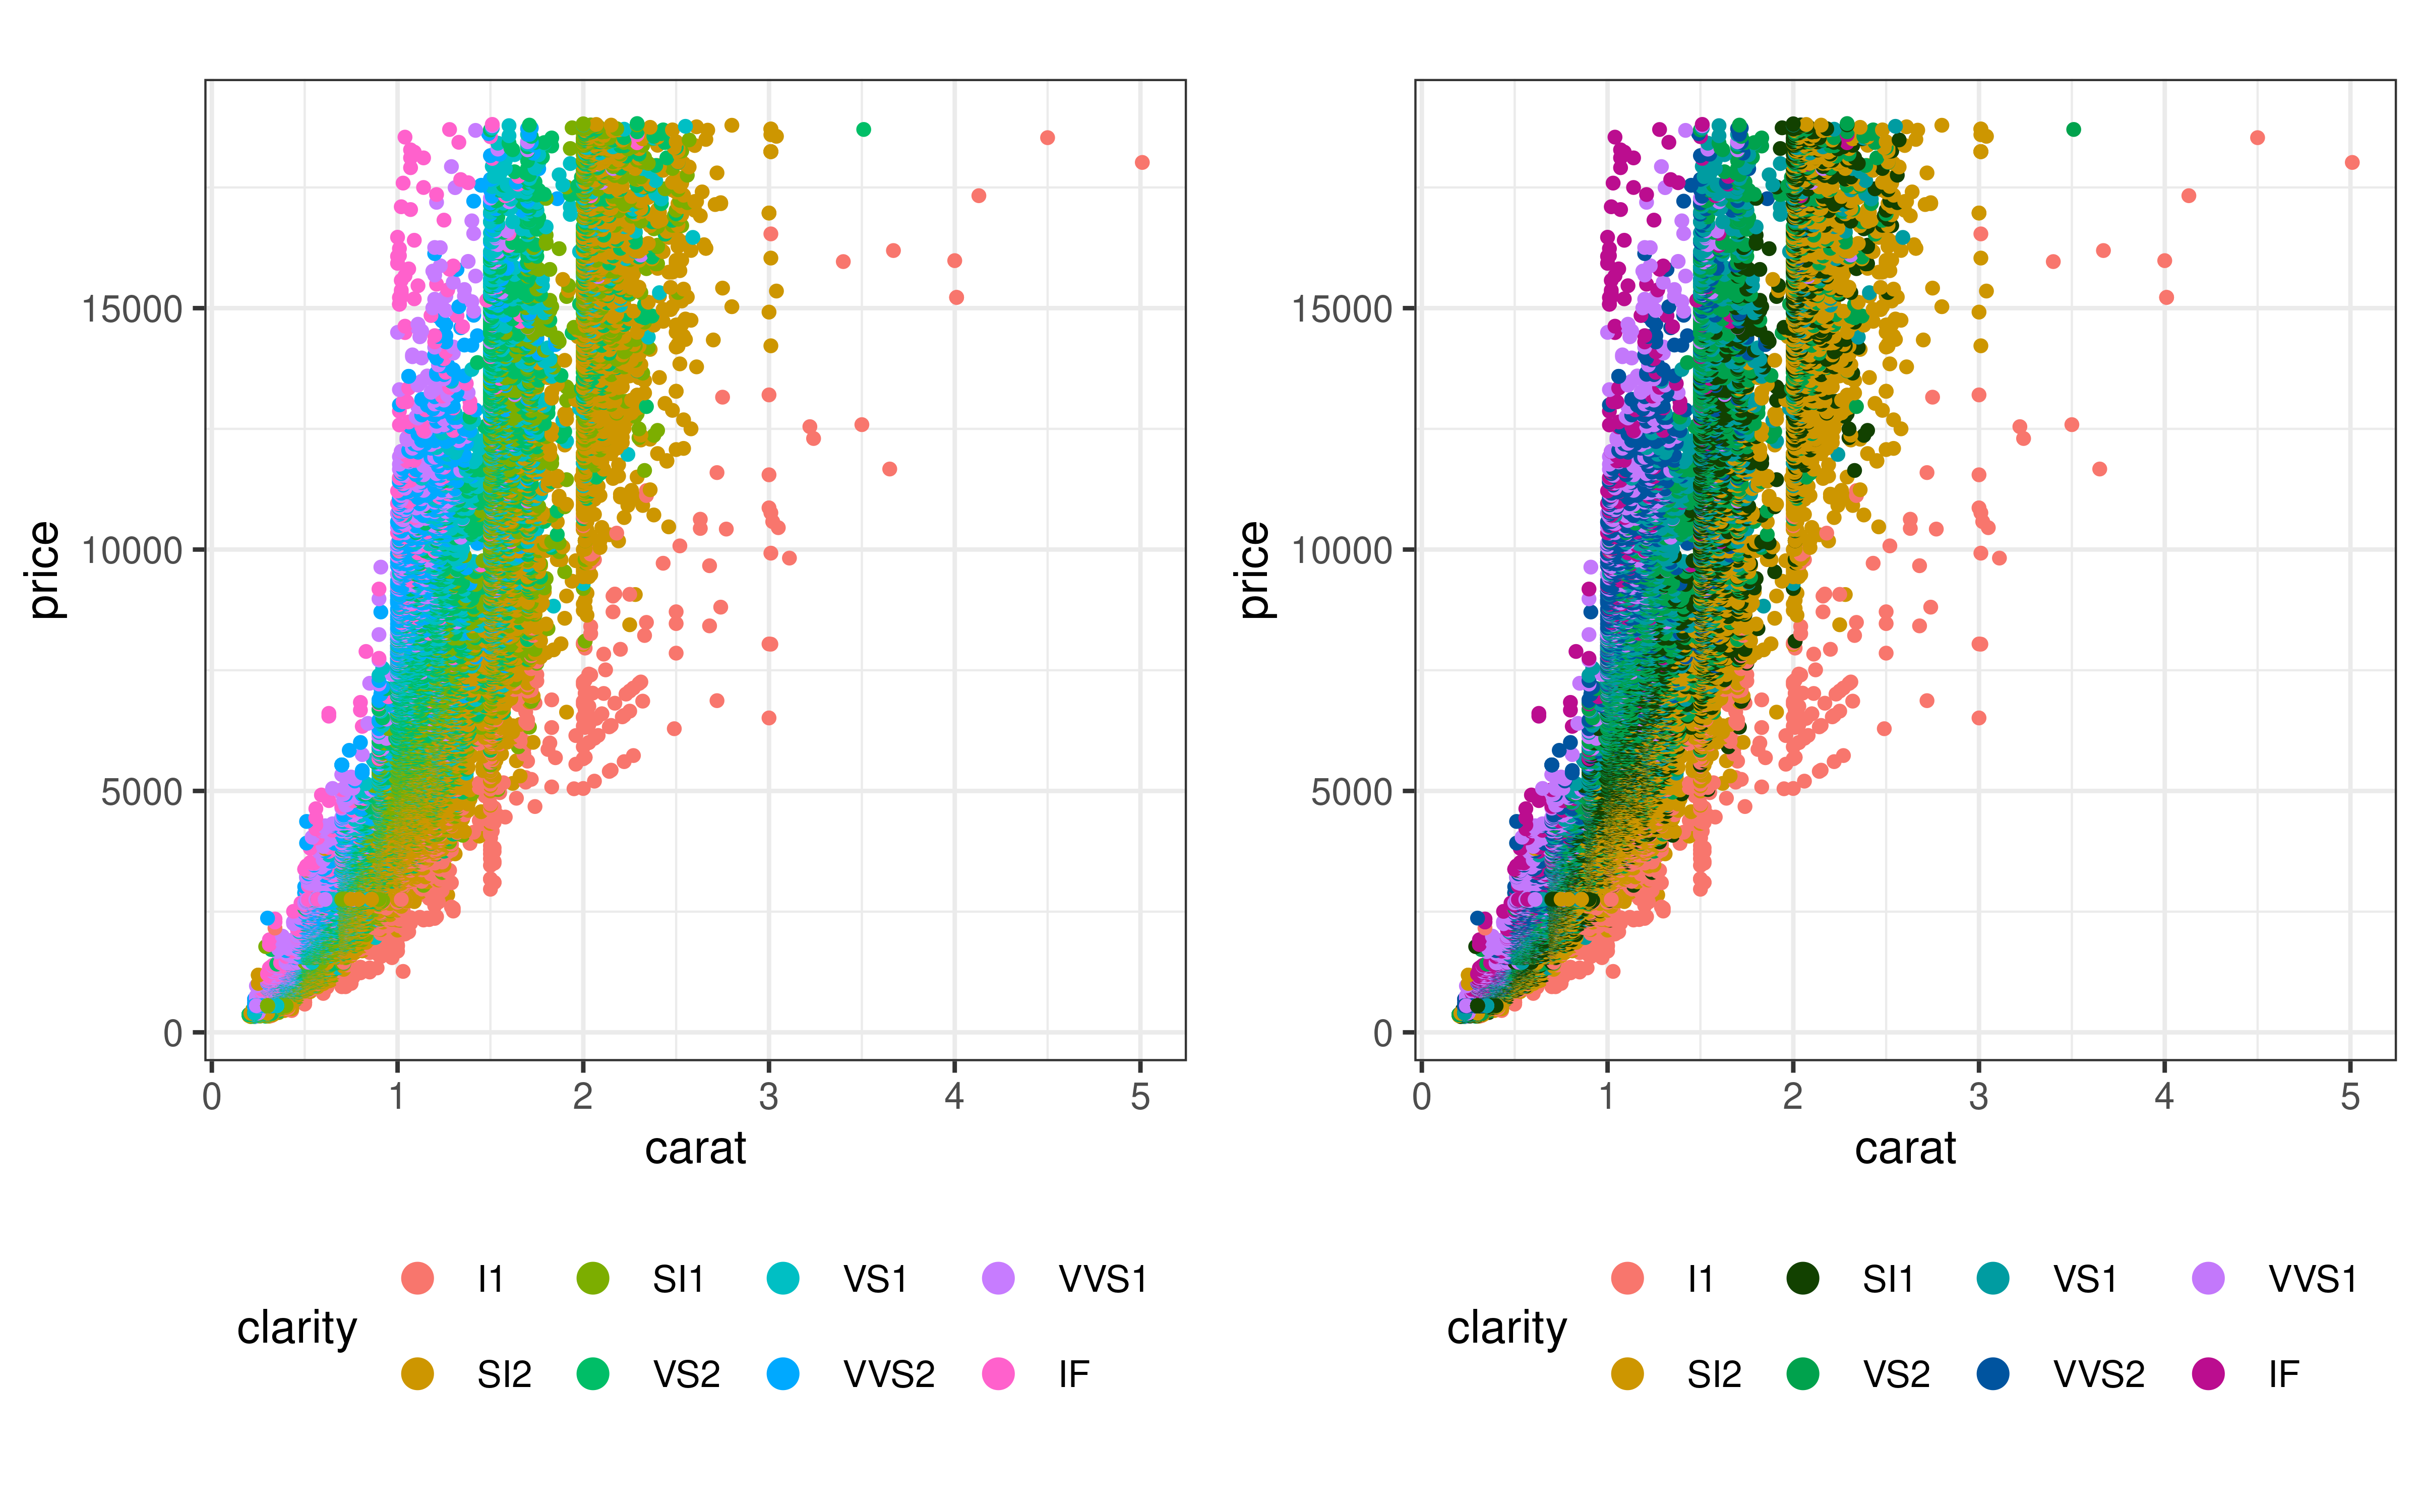 price
15000
10000
5000
0
0 1 2 3 4 5
carat
clarity
I1 SI1 VS1 VVS1
SI2 VS2 VVS2 IF
price
15000
10000
5000
0
0 1 2 3 4 5
carat
clarity
I1 SI1 VS1 VVS1
SI2 VS2 VVS2 IF